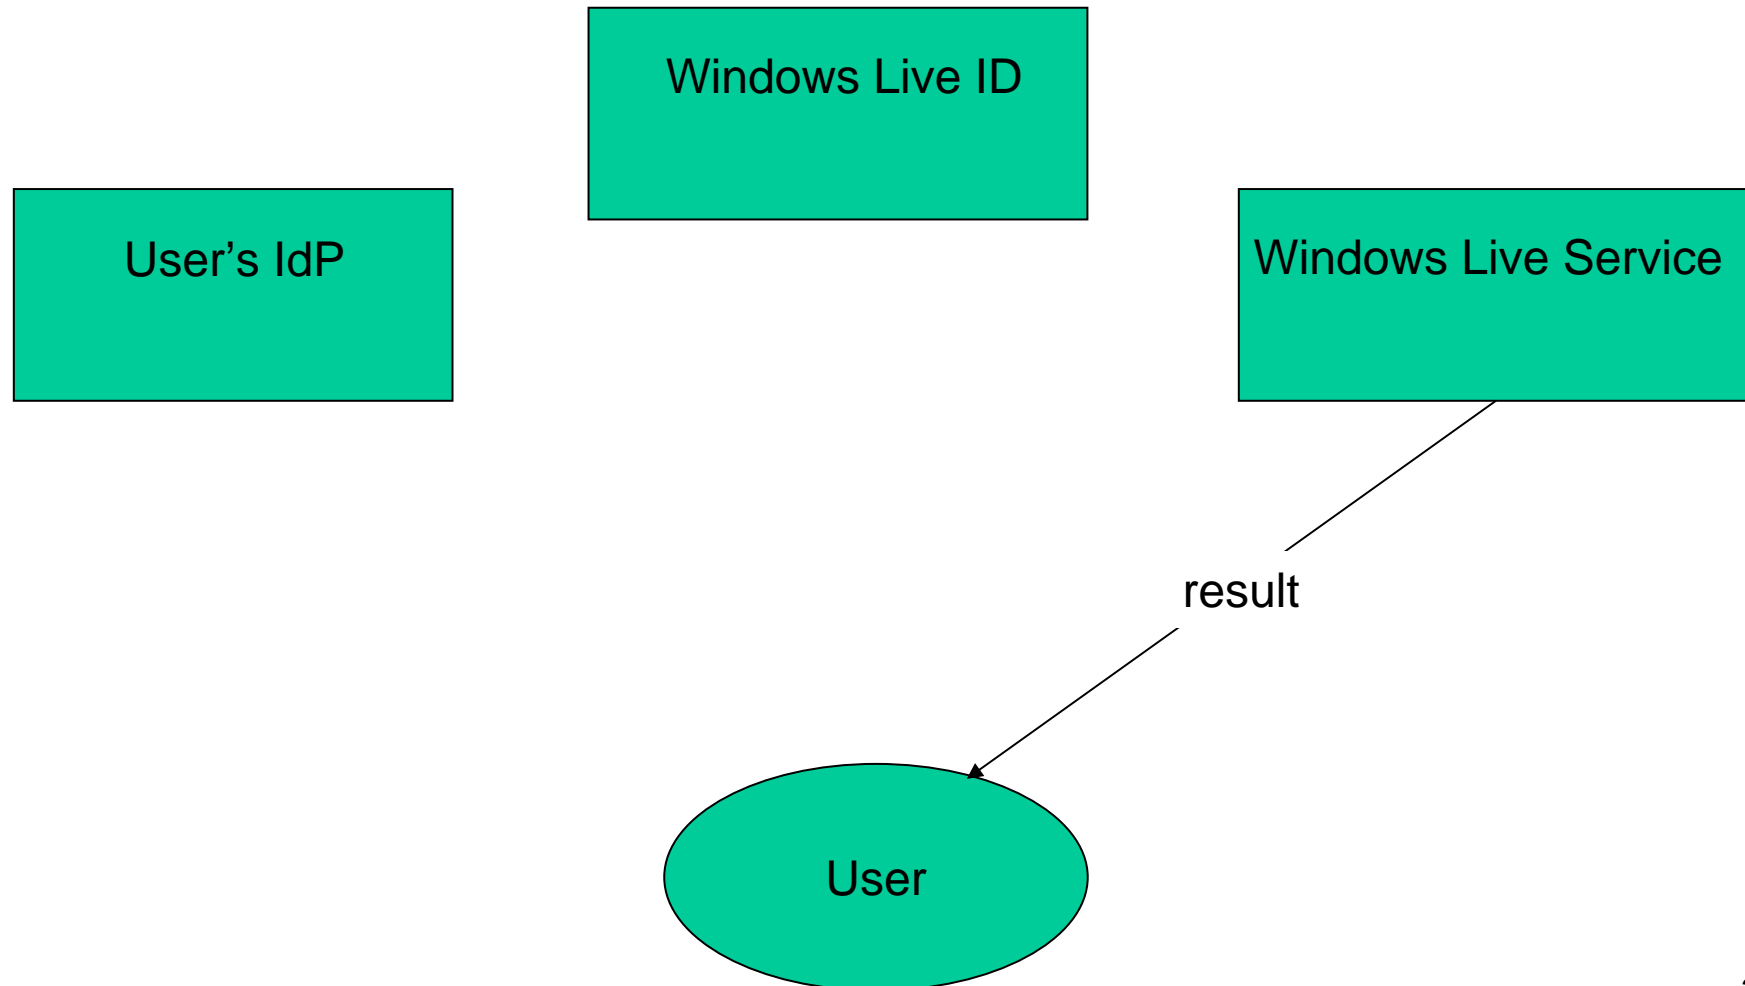 Windows Live ID
User’s IdP
Windows Live Service
result
User